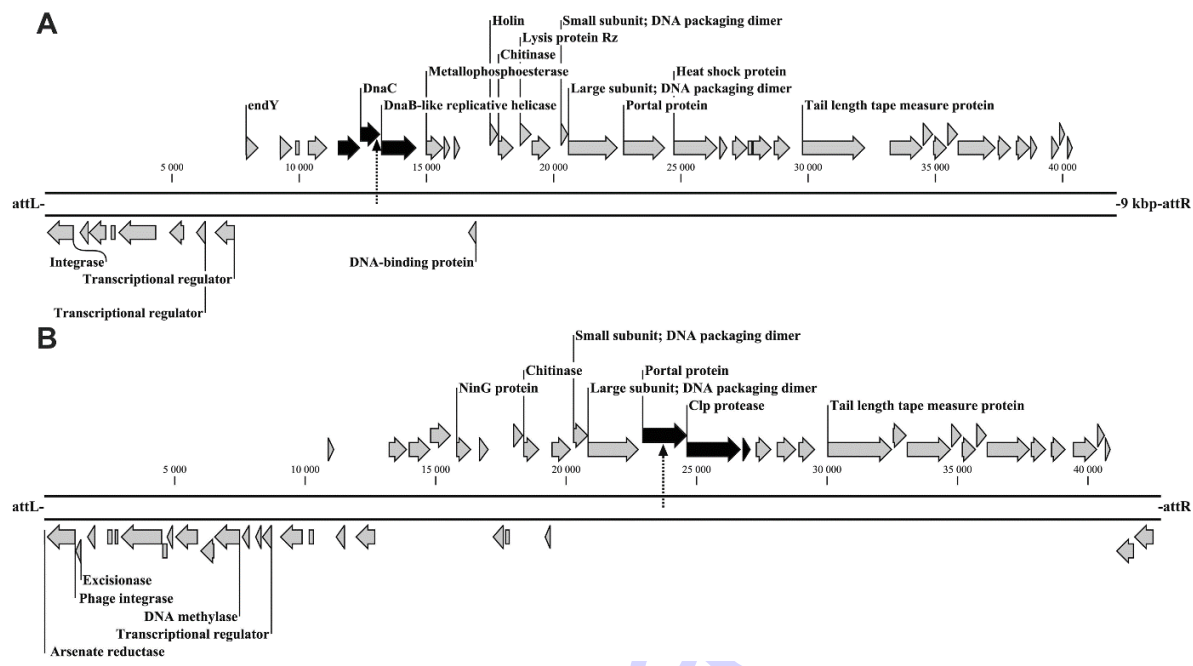 A
Holin
Small subunit; DNA packaging dimer
Lysis protein Rz
Chitinase
Metallophosphoesterase
Heat shock protein
DnaC
Large subunit; DNA packaging dimer
endY
DnaB-like replicative helicase
Portal protein
Tail length tape measure protein
5 000
10 000
15 000
20 000
25 000
30 000
35 000
40 000
attL-
-9 kbp-attR
Integrase
DNA-binding protein
Transcriptional regulator
Transcriptional regulator
B
Small subunit; DNA packaging dimer
Chitinase
Portal protein
NinG protein
Large subunit; DNA packaging dimer
Clp protease
Tail length tape measure protein
5 000
10 000
15 000
20 000
25 000
30 000
35 000
40 000
attL-
-attR
Excisionase
Phage integrase
DNA methylase
Transcriptional regulator
Arsenate reductase